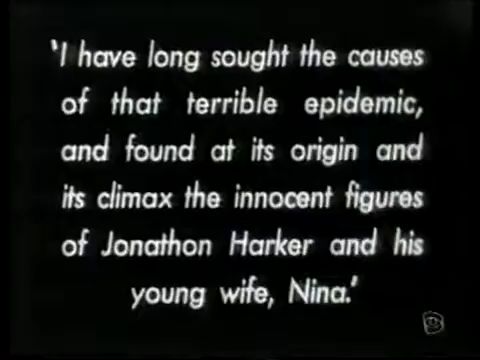 'I have long sought the causes
of that terrible epidemic,
and found at its origin and
its climax the innocent figures
of Jonathon Harker and his
young wife, Nina.'